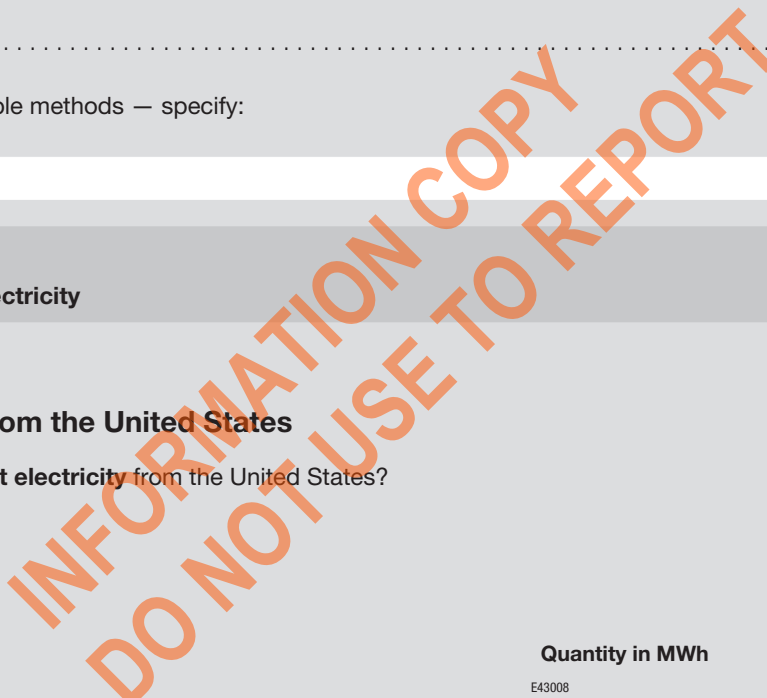 ble methods — specify:
ectricity
om the United States
t electricity from the United States?
Quantity in MWh
E43008
INFORMATION COPY
DO NOT USE TO REPORT